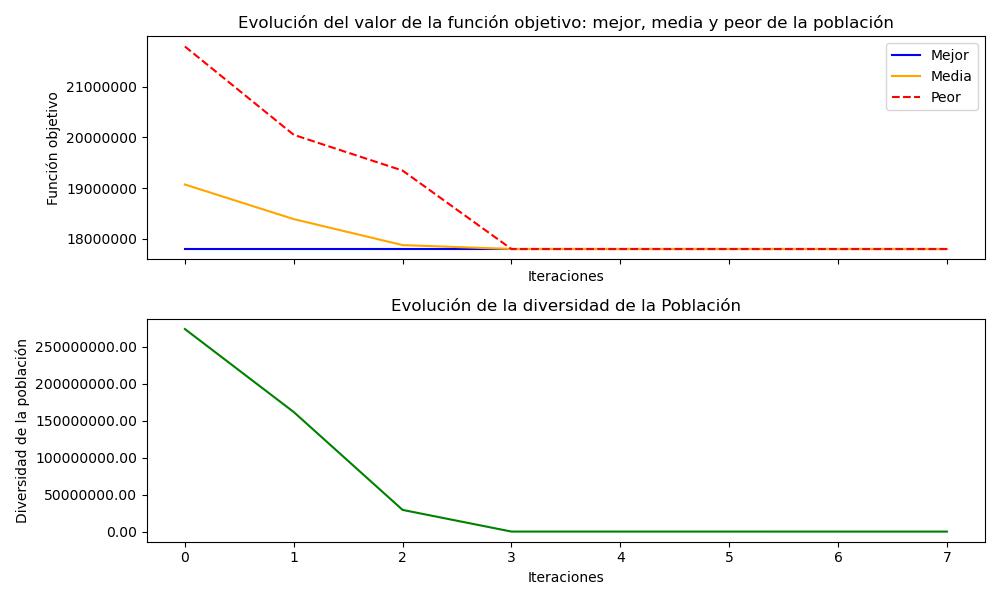 Evolución del valor de la función objetivo: mejor, media y peor de la población
Mejor
Media
Peor
Función objetivo
21000000
20000000
19000000
18000000
Iteraciones
Evolución de la diversidad de la Población
Diversidad de la población
250000000.00
200000000.00
150000000.00
100000000.00
50000000.00
0.00
0 1 2 3 4 5 6 7
Iteraciones